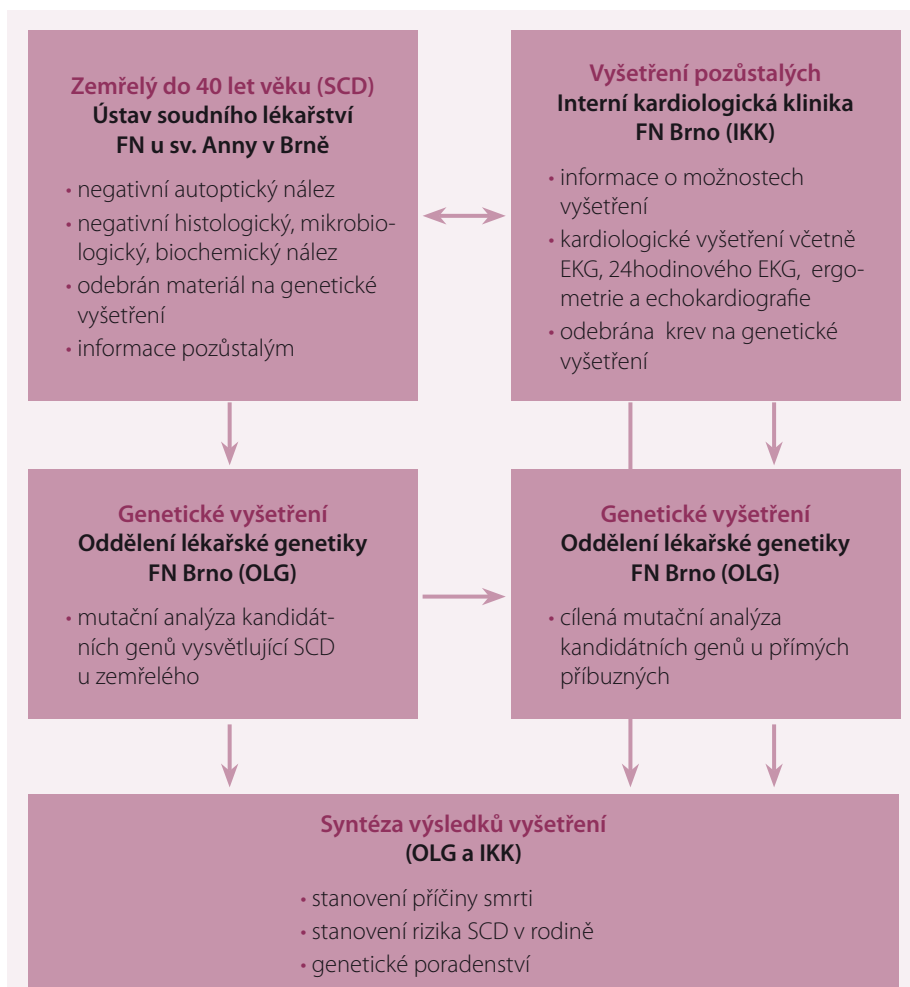 Zemřelý do 40 let věku (SCD)
Ústav soudního lékařství
FN u sv. Anny v Brně
• negativní autoptický nález
• negativní histologický, mikrobio-
logický, biochemický nález
• odebrán materiál na genetické
vyšetření
• informace pozůstalým
Vyšetření pozůstalých
Interní kardiologická klinika
FN Brno (IKK)
• informace o možnostech
vyšetření
• kardiologické vyšetření včetně
EKG, 24hodinového EKG, ergo-
metrie a echokardiografie
• odebrána krev na genetické
vyšetření
Genetické vyšetření
Oddělení lékařské genetiky
FN Brno (OLG)
• mutační analýza kandidát-
ních genů vysvětlující SCD
u zemřelého
Genetické vyšetření
Oddělení lékařské genetiky
FN Brno (OLG)
• cílená mutační analýza
kandidátních genů u přímých
příbuzných
Syntéza výsledků vyšetření
(OLG a IKK)
• stanovení příčiny smrti
• stanovení rizika SCD v rodině
• genetické poradenství